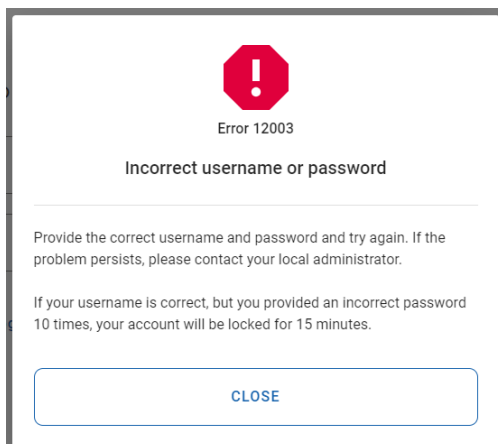 Error 12003
Incorrect username or password
Provide the correct username and password and try again. If the
problem persists, please contact your local administrator.
If your username is correct, but you provided an incorrect password
10 times, your account will be locked for 15 minutes.
CLOSE